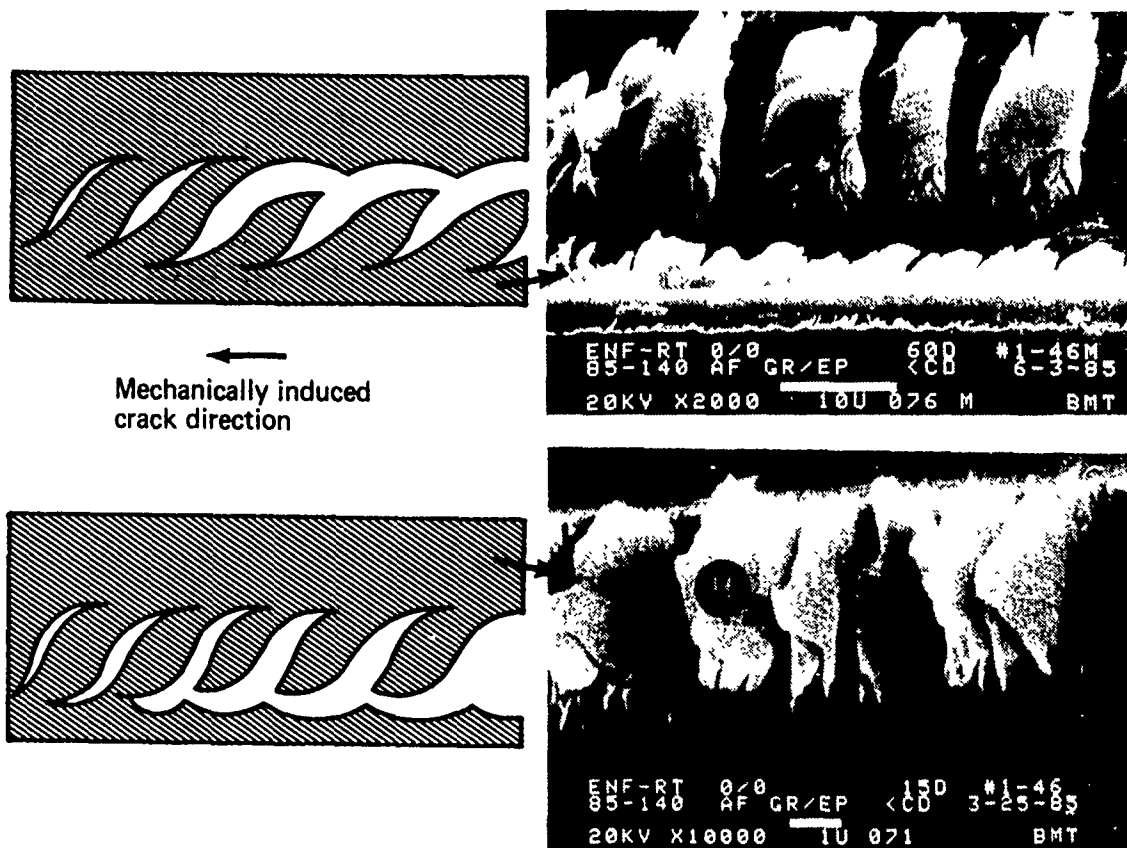 ENF-RT 0/0 60D #1-46M
85-140 AF GR/EP <CD 6-3-85
20KV X2000 10U 076 M BMT
Mechanically induced
crack direction
H
ENF-RT 0/0 15D #1-46
85-140 AF GR/EP <CD 3-25-85
20KV X10000 1U 071 BMT